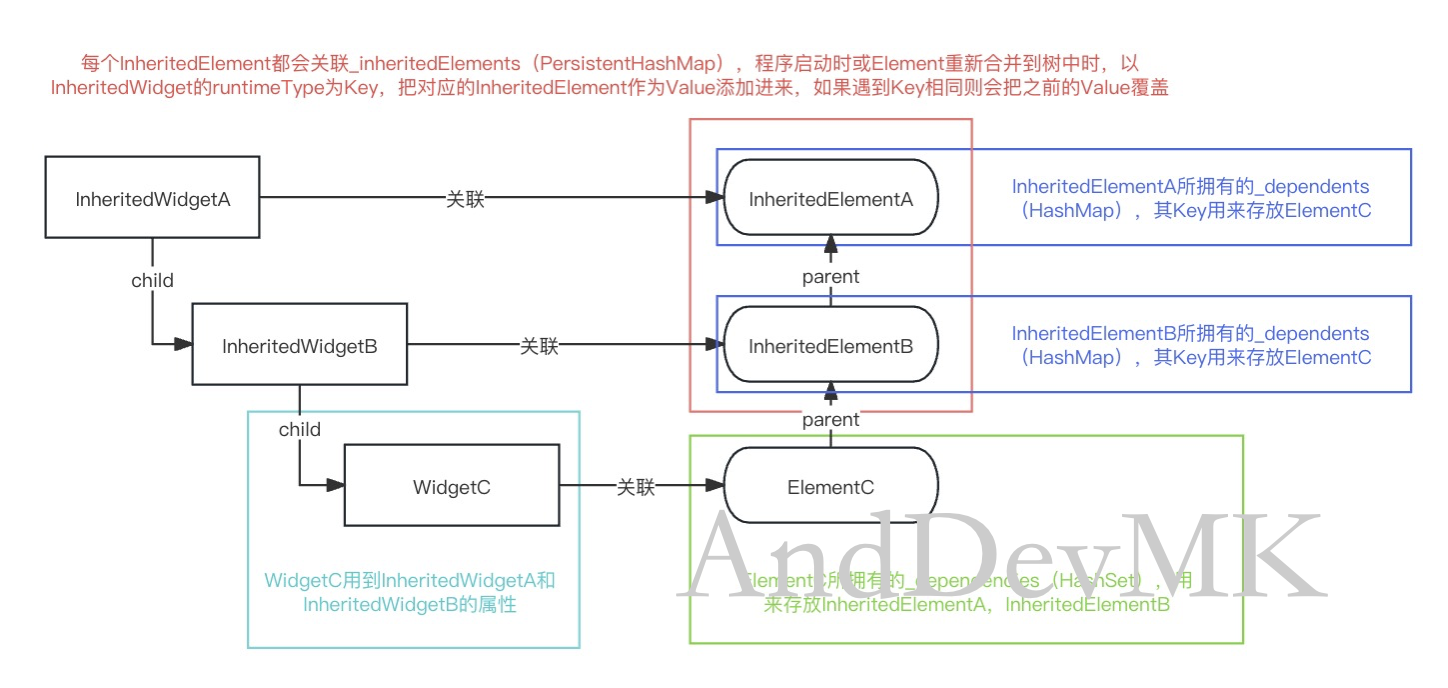 每个InheritedElement都会关联_inheritedElements（PersistentHashMap），程序启动时或Element重新合并到树中时，以
InheritedWidget的runtimeType为Key，把对应的InheritedElement作为Value添加进来，如果遇到Key相同则会把之前的Value覆盖
InheritedWidgetA
关联
InheritedElementA
InheritedElementA所拥有的_dependents
（HashMap），其Key用来存放ElementC
child
parent
InheritedWidgetB
关联
InheritedElementB
InheritedElementB所拥有的_dependents
（HashMap），其Key用来存放ElementC
child
parent
WidgetC
关联
ElementC
WidgetC用到InheritedWidgetA和
InheritedWidgetB的属性
ElementC所拥有的_dependencies（HashSet），用
来存放InheritedElementA，InheritedElementB
AndDevMK